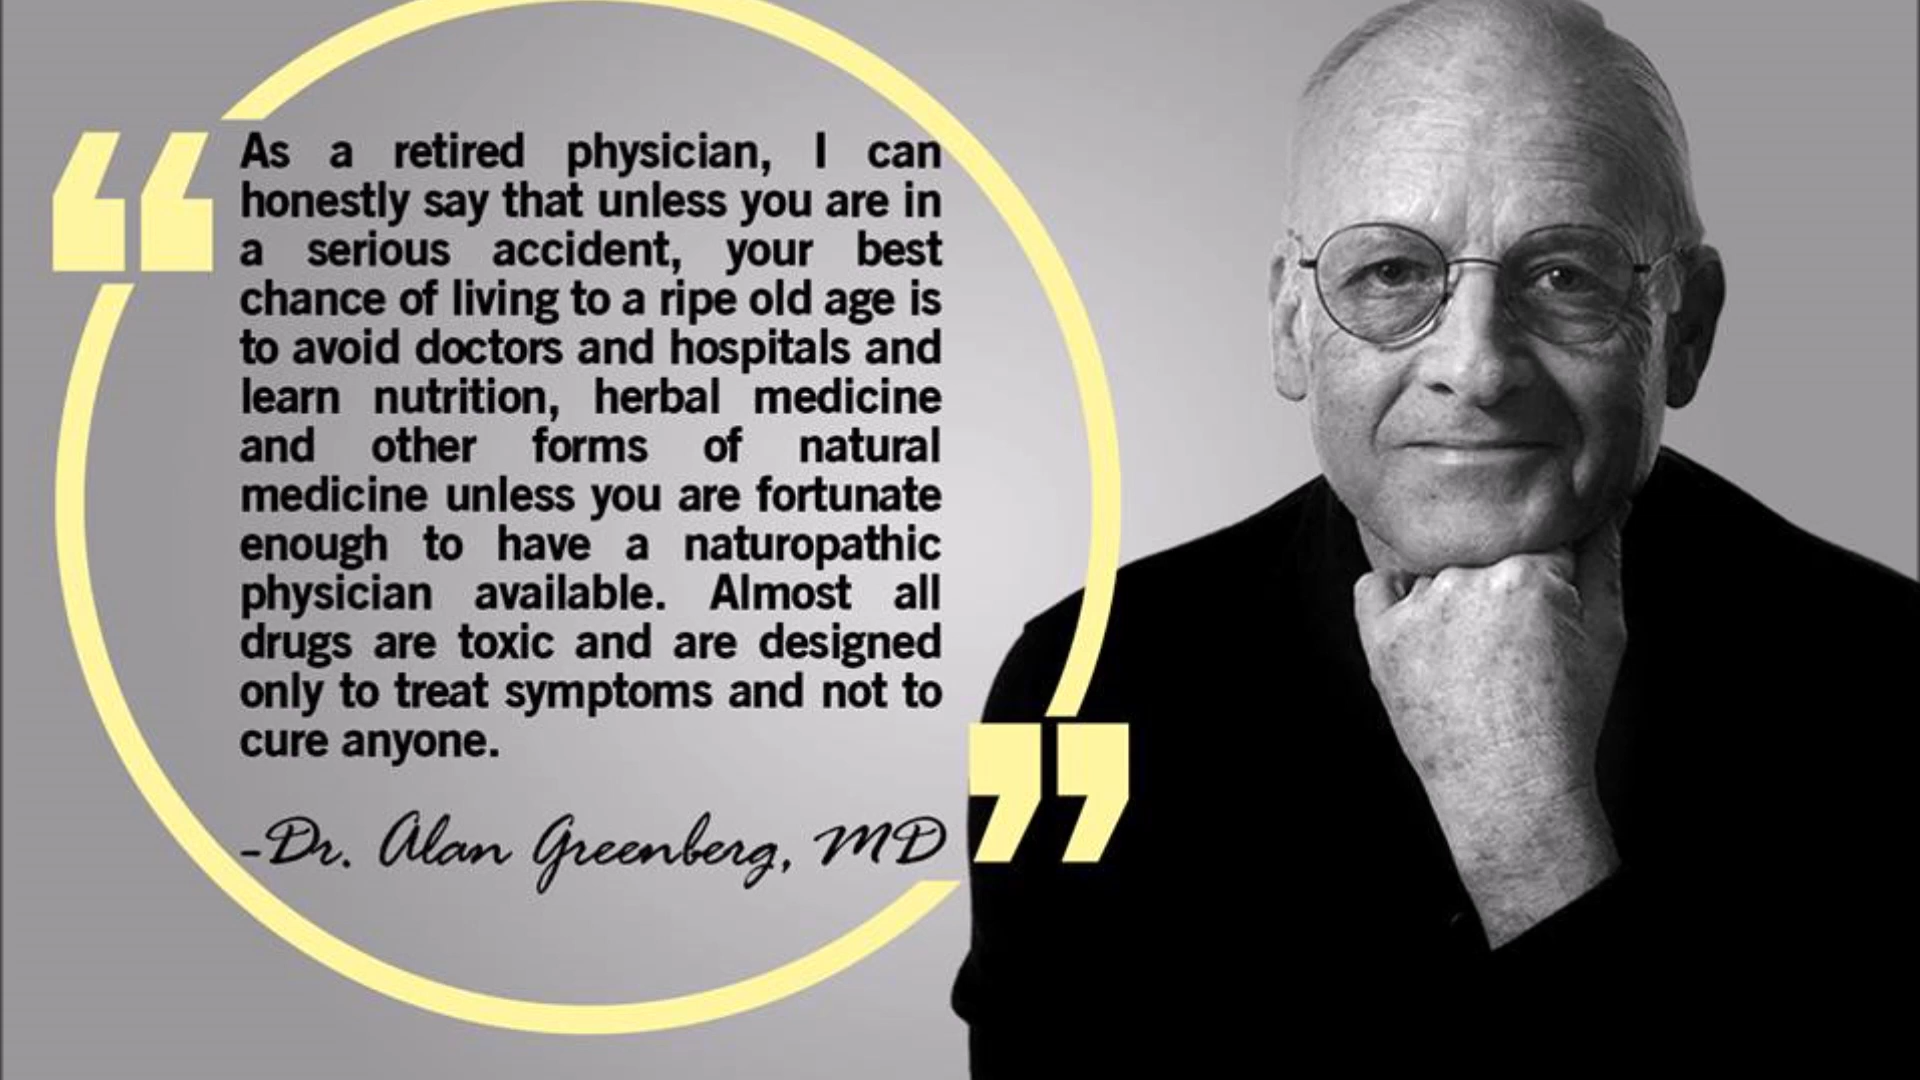 As a retired physician, I can
honestly say that unless you are in
a serious accident, your best
chance of living to a ripe old age is
to avoid doctors and hospitals and
learn nutrition, herbal medicine
and other forms of natural
medicine unless you are fortunate
enough to have a naturopathic
physician available. Almost all
drugs are toxic and are designed
only to treat symptoms and not to
cure anyone.
-Dr. Alan Greenberg, MD